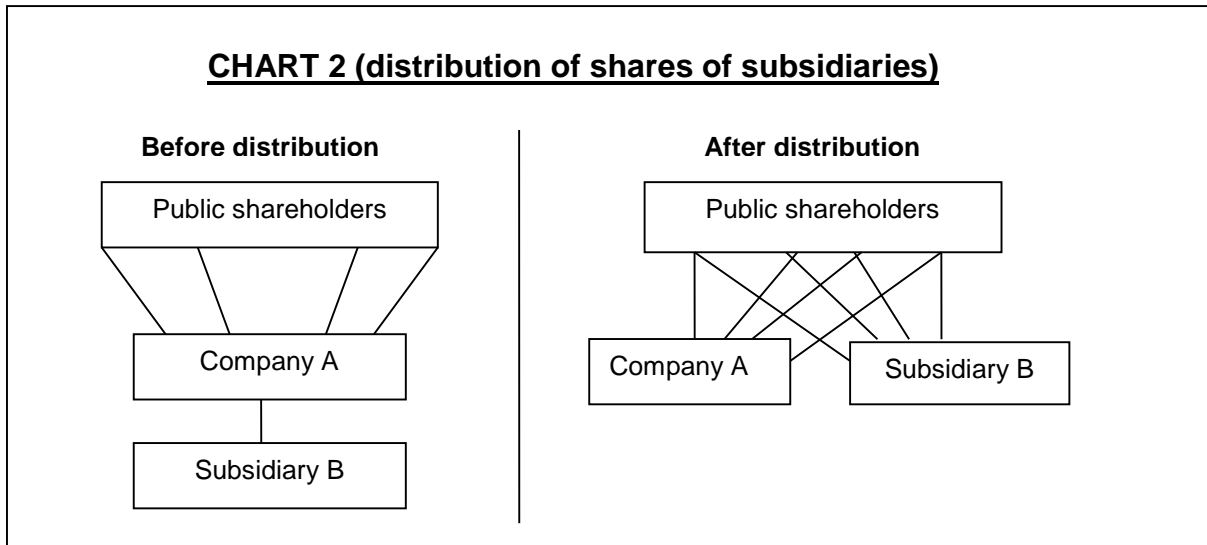 CHART 2 (distribution of shares of subsidiaries)
Before distribution
Public shareholders
Company A
Subsidiary B
After distribution
Public shareholders
Company A
Subsidiary B